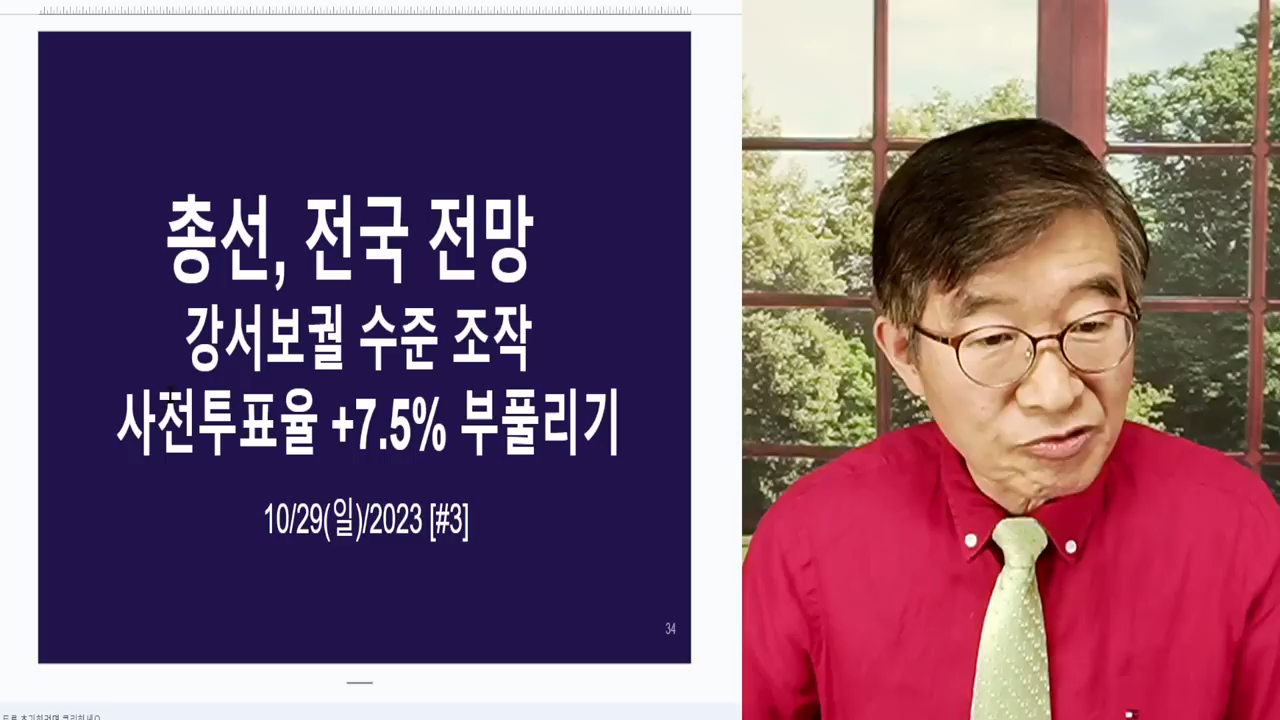 총선, 전국 전망
강서보궐 수준 조작
사전투표율 +7.5% 부풀리기
10/29(일)/2023 [#3]
34